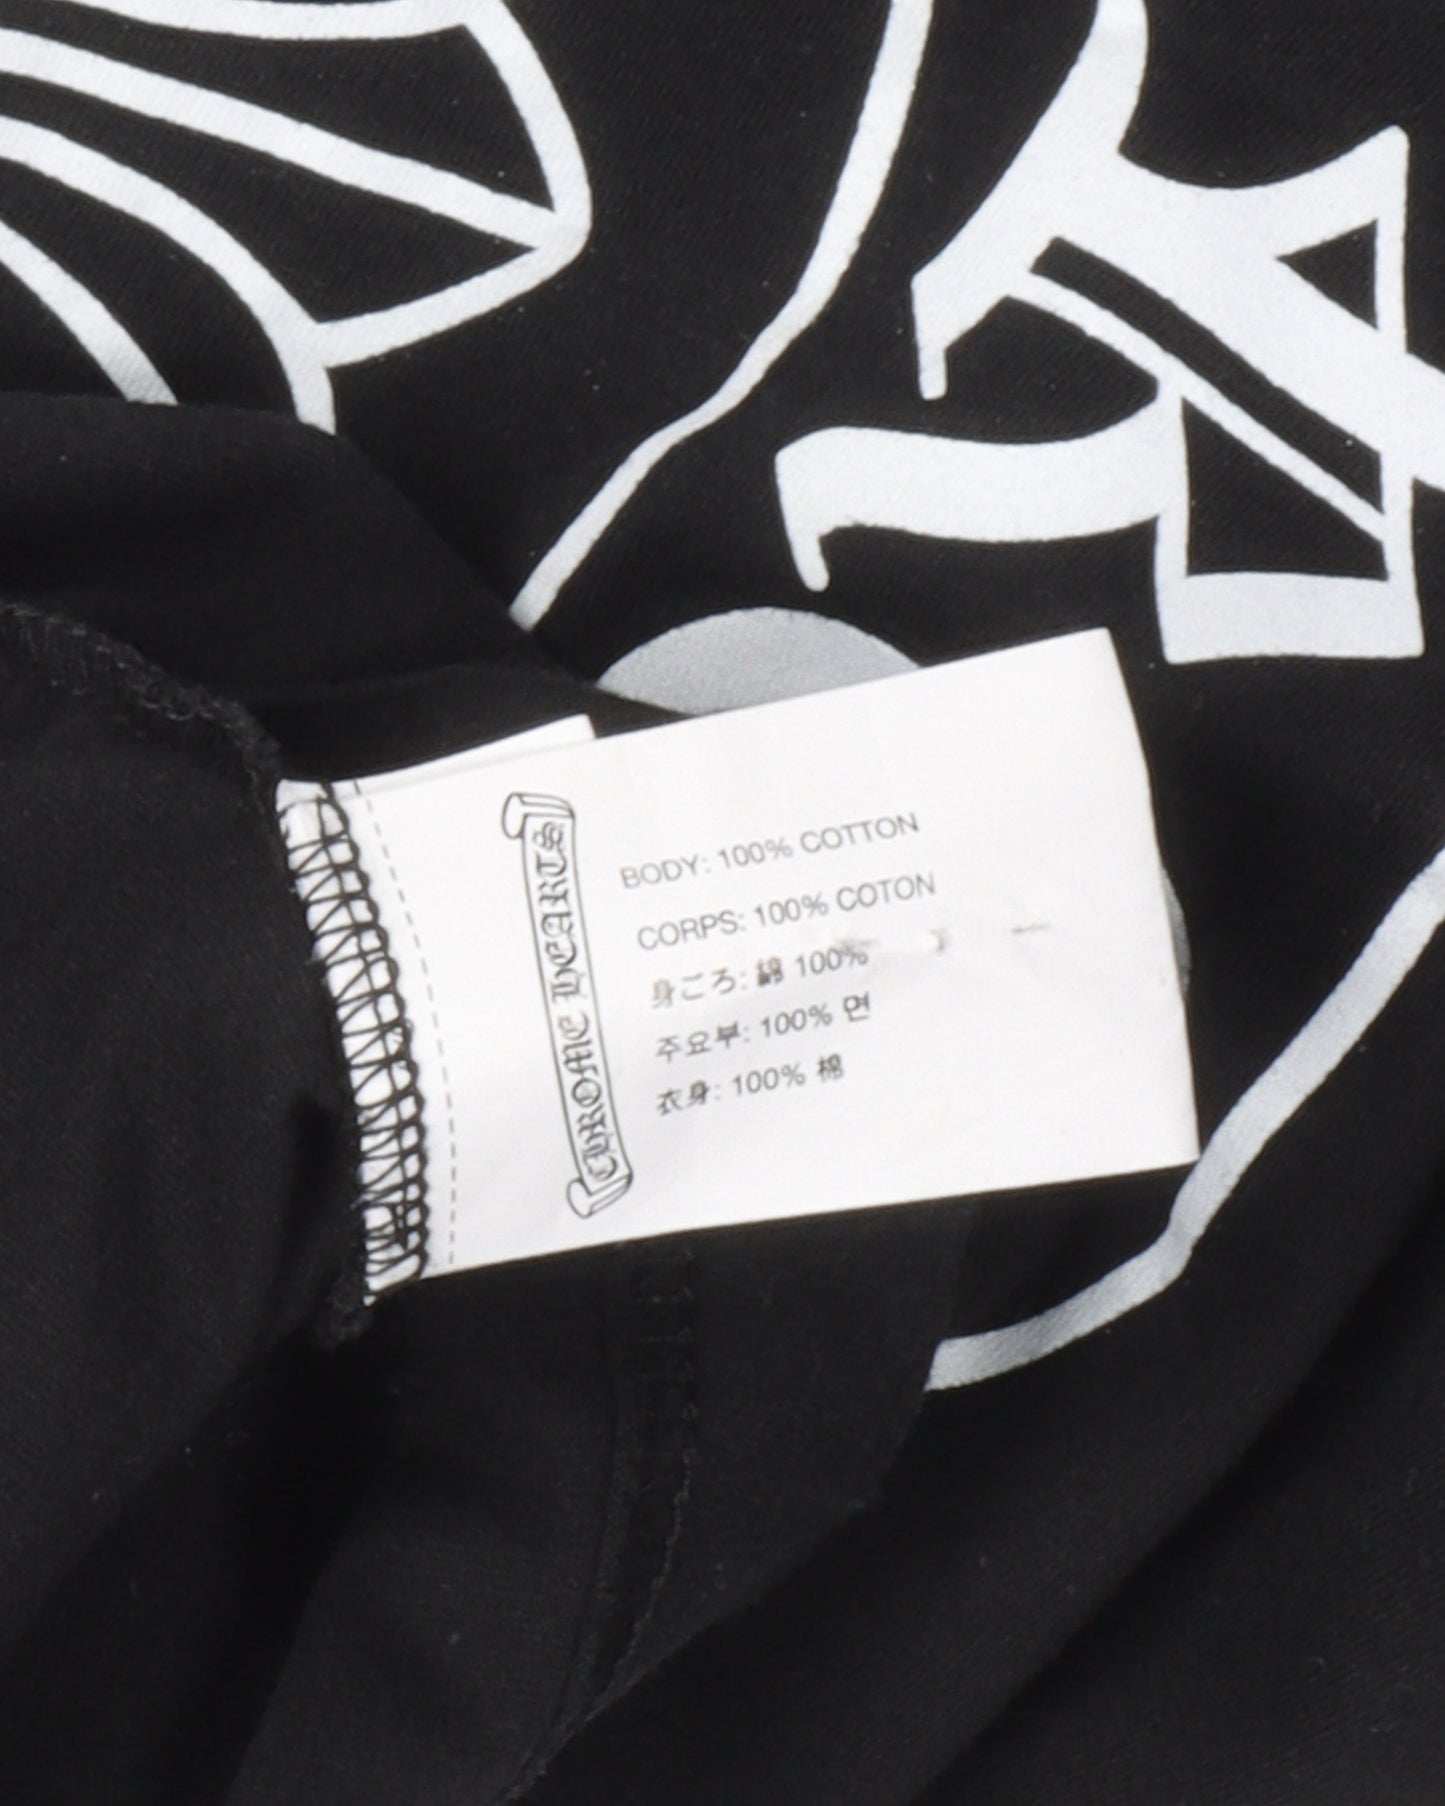 CHROME HEARTS
BODY: 100% COTTON
CORPS: 100% COTON
身ごろ: 綿 100%
주요부: 100% 면
衣身: 100% 棉